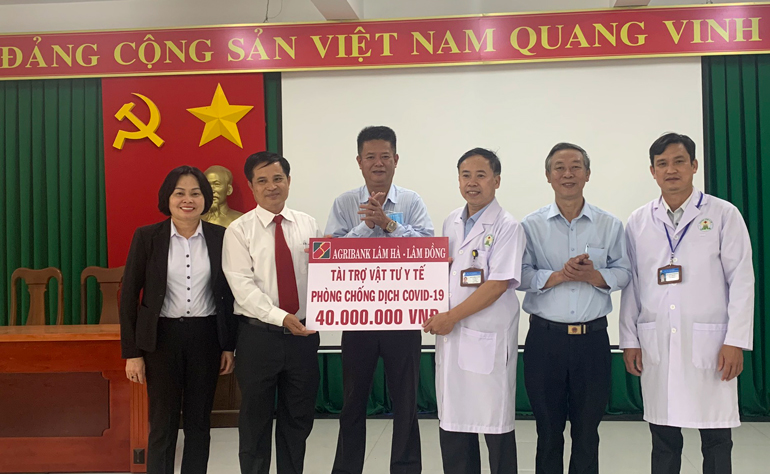 ĐẢNG CỘNG SẢN VIỆT NAM QUANG VINH
AGRIBANK LÂM HÀ - LÂM ĐỒNG
TÀI TRỢ VẬT TƯ Y TẾ
PHÒNG CHỐNG DỊCH COVID-19
40.000.000 VNĐ